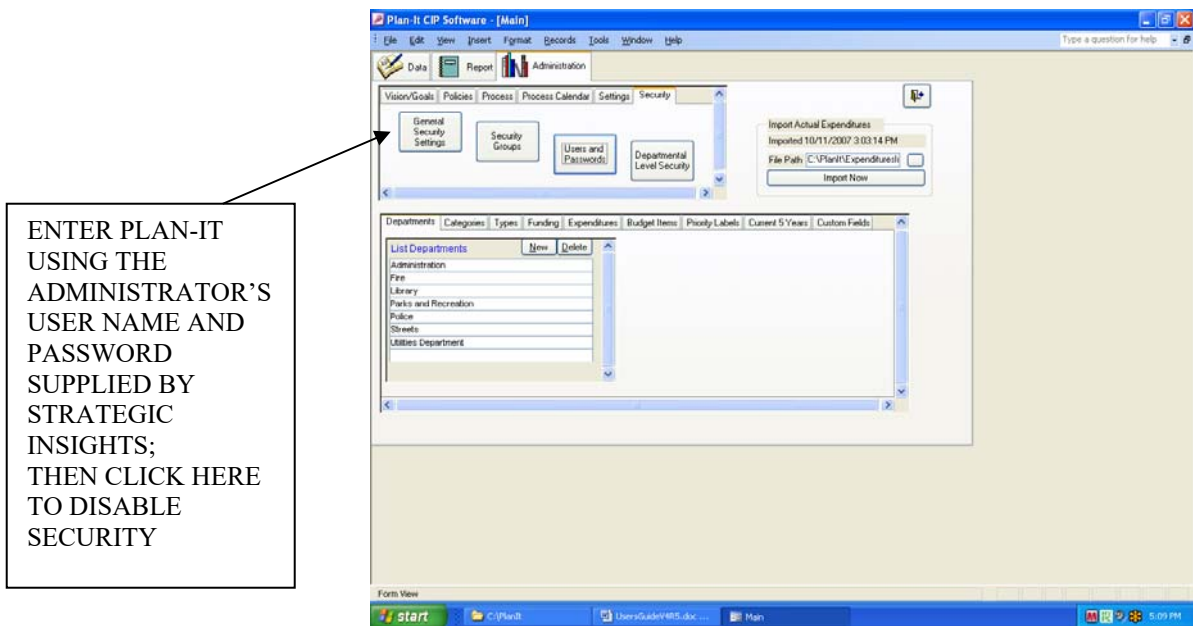 Plan-It CIP Software - [Main]
File Edit View Insert Format Records Tools Window Help
Type a question for help
Data Report Administration
Vision/Goals Policies Process Process Calendar Settings Security
General Security Settings
Security Groups
Users and Passwords
Departmental Level Security
Import Actual Expenditures
Imported 10/11/2007 3:03:14 PM
File Path C:\PlanIt\Expenditures\
Import Now
ENTER PLAN-IT
USING THE
ADMINISTRATOR’S
USER NAME AND
PASSWORD
SUPPLIED BY
STRATEGIC
INSIGHTS;
THEN CLICK HERE
TO DISABLE
SECURITY
Departments Categories Types Funding Expenditures Budget Items Priority Labels Current 5 Years Custom Fields
List Departments New Delete
Administration
Fire
Library
Parks and Recreation
Police
Streets
Utilities Department
Form View
start C:\PlanIt UsersGuideV4R5.doc ... Main 5:09 PM